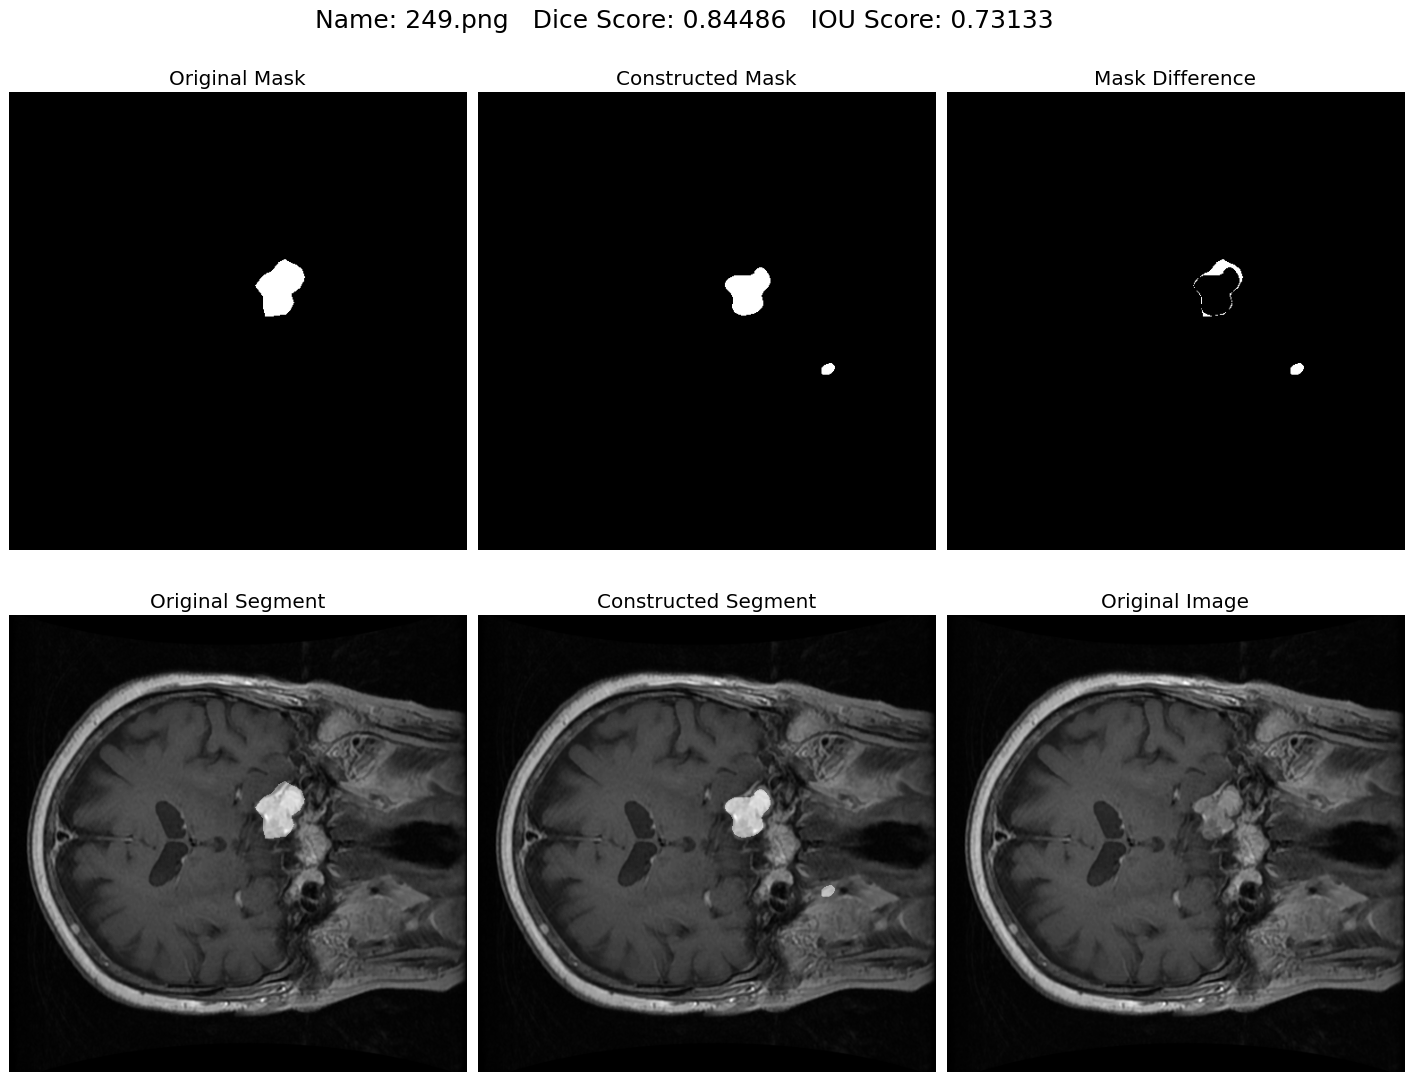 Name: 249.png   Dice Score: 0.84486   IOU Score: 0.73133
Original Mask
Constructed Mask
Mask Difference
Original Segment
Constructed Segment
Original Image